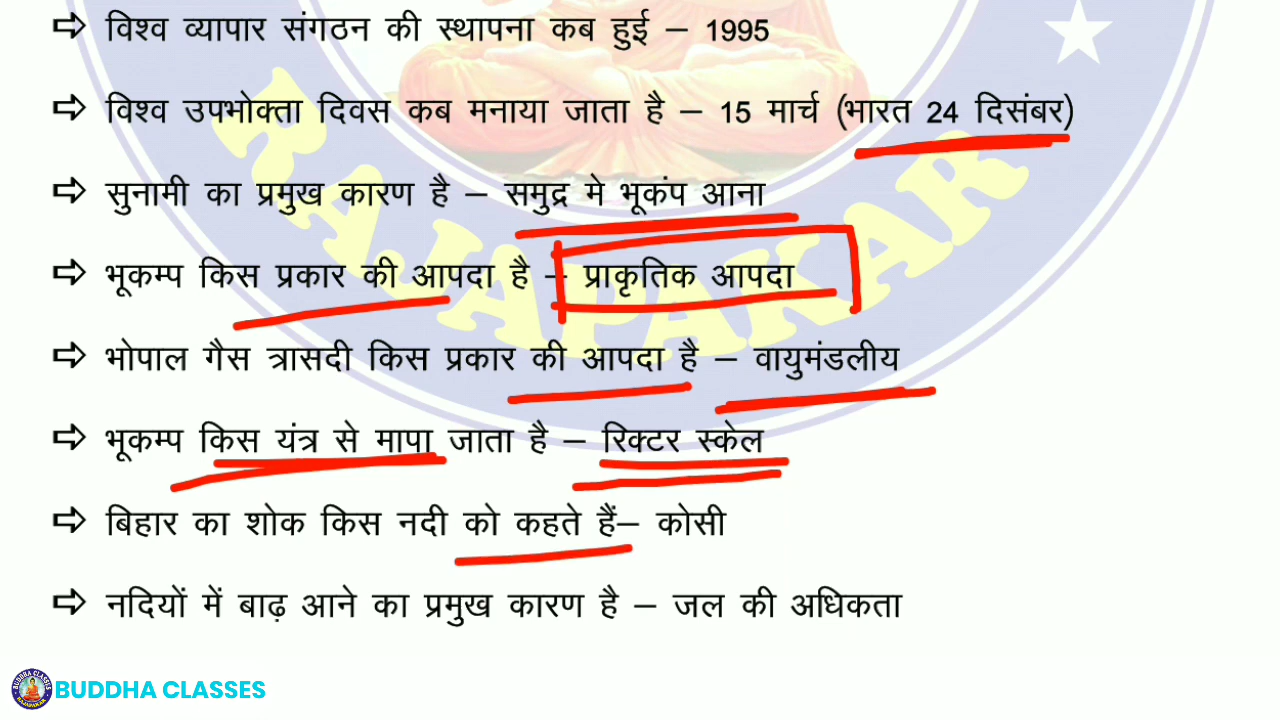 ⇨ विश्व व्यापार संगठन की स्थापना कब हुई – 1995
⇨ विश्व उपभोक्ता दिवस कब मनाया जाता है – 15 मार्च (भारत 24 दिसंबर)
⇨ सुनामी का प्रमुख कारण है – समुद्र मे भूकंप आना
⇨ भूकम्प किस प्रकार की आपदा है – प्राकृतिक आपदा
⇨ भोपाल गैस त्रासदी किस प्रकार की आपदा है – वायुमंडलीय
⇨ भूकम्प किस यंत्र से मापा जाता है – रिक्टर स्केल
⇨ बिहार का शोक किस नदी को कहते हैं– कोसी
⇨ नदियों में बाढ़ आने का प्रमुख कारण है – जल की अधिकता
RAJAPAKAR
BUDDHA CLASSES